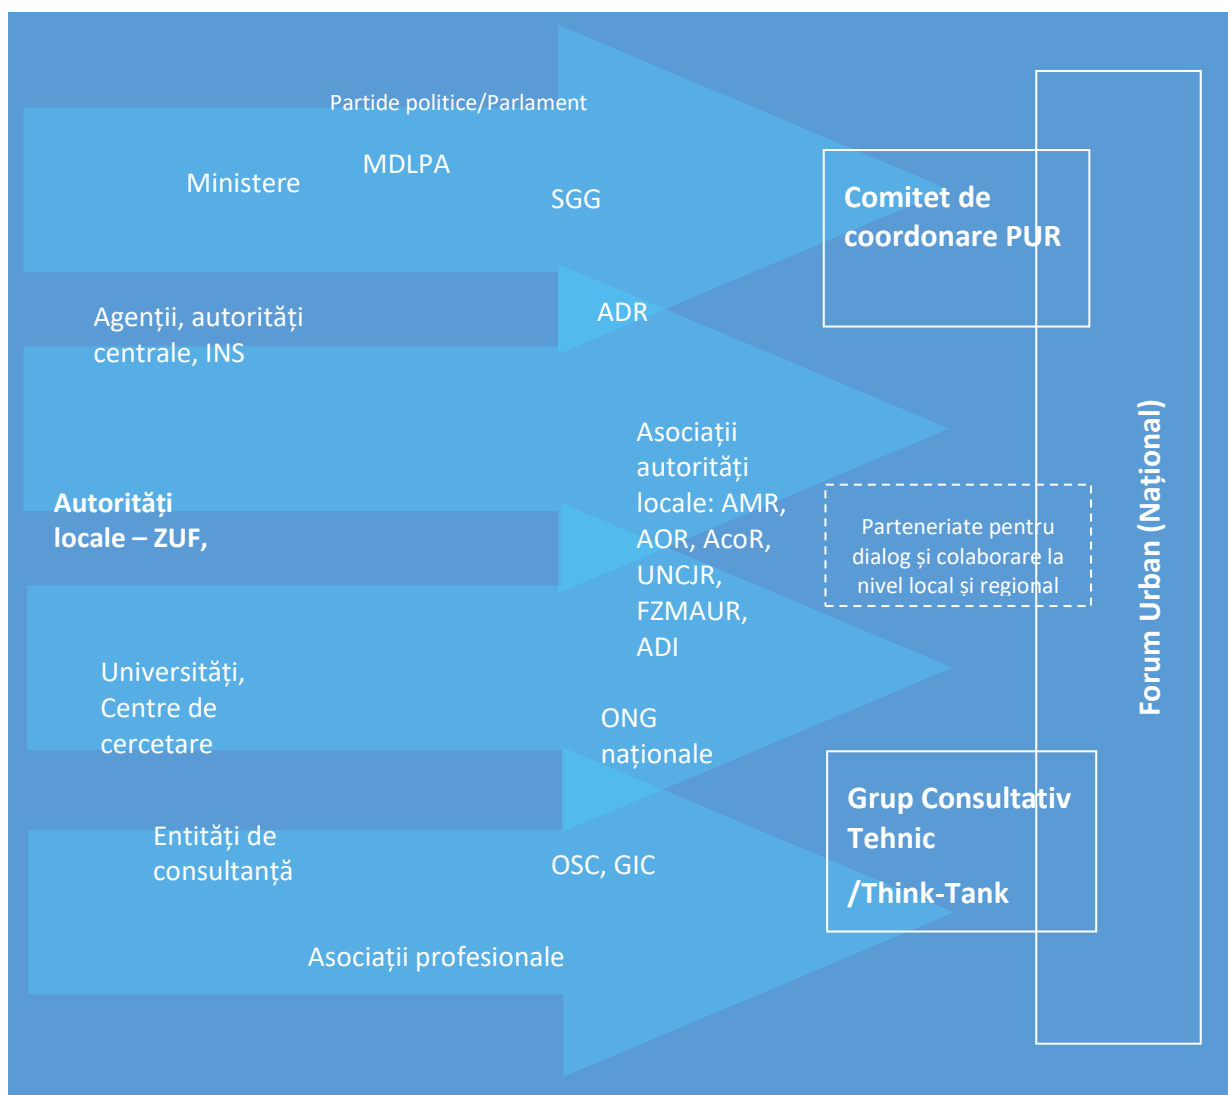 Partide politice/Parlament
MDLPA
Ministere
SGG
Comitet de
coordonare PUR
Agenții, autorități
centrale, INS
ADR
Asociații
autorități
locale: AMR,
AOR, AcoR,
UNCJR,
FZMAUR,
ADI
Autorități
locale – ZUF,
Parteneriate pentru
dialog și colaborare la
nivel local și regional
Forum Urban (Național)
Universități,
Centre de
cercetare
ONG
naționale
Grup Consultativ
Tehnic
/Think-Tank
Entități de
consultanță
OSC, GIC
Asociații profesionale